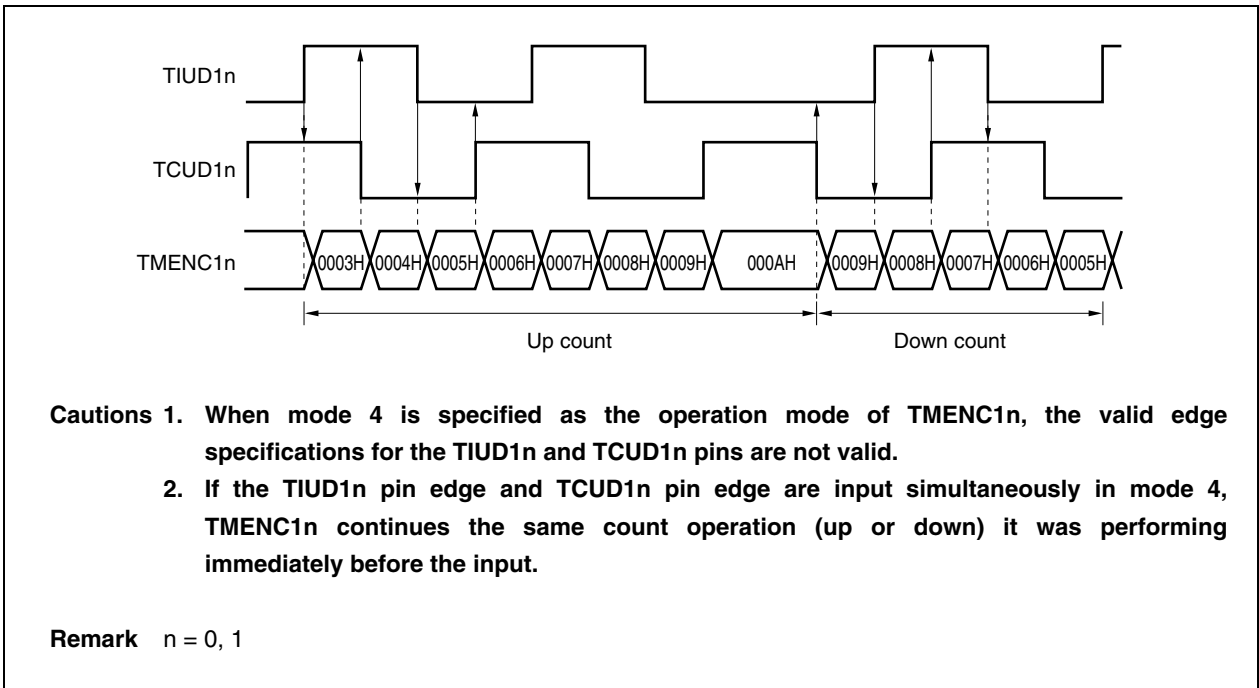 TIUD1n
TCUD1n
TMENC1n
0003H 0004H 0005H 0006H 0007H 0008H 0009H 000AH 0009H 0008H 0007H 0006H 0005H
Up count Down count
Cautions 1. When mode 4 is specified as the operation mode of TMENC1n, the valid edge
specifications for the TIUD1n and TCUD1n pins are not valid.
2. If the TIUD1n pin edge and TCUD1n pin edge are input simultaneously in mode 4,
TMENC1n continues the same count operation (up or down) it was performing
immediately before the input.
Remark n = 0, 1